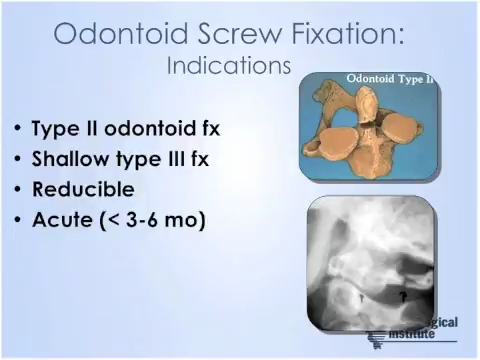 Odontoid Screw Fixation:
Indications
Odontoid Type II
• Type II odontoid fx
• Shallow type III fx
• Reducible
• Acute (< 3-6 mo)
institute